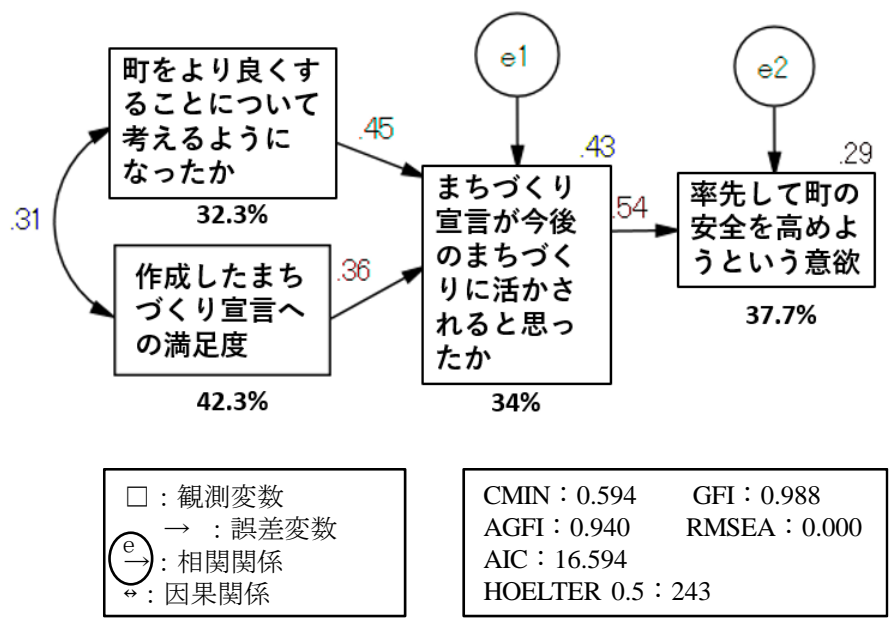 e1
e2
町をより良くす
ることについて
考えるように
なったか
32.3%
.45
.31
作成したまち
づくり宣言へ
の満足度
42.3%
.36
.43
まちづくり
宣言が今後
のまちづく
りに活かさ
れると思っ
たか
34%
.54
.29
率先して町の
安全を高めよ
うという意欲
37.7%
□：観測変数
→ ：誤差変数
e
→：相関関係
↔：因果関係
CMIN：0.594 GFI：0.988
AGFI：0.940 RMSEA：0.000
AIC：16.594
HOELTER 0.5：243